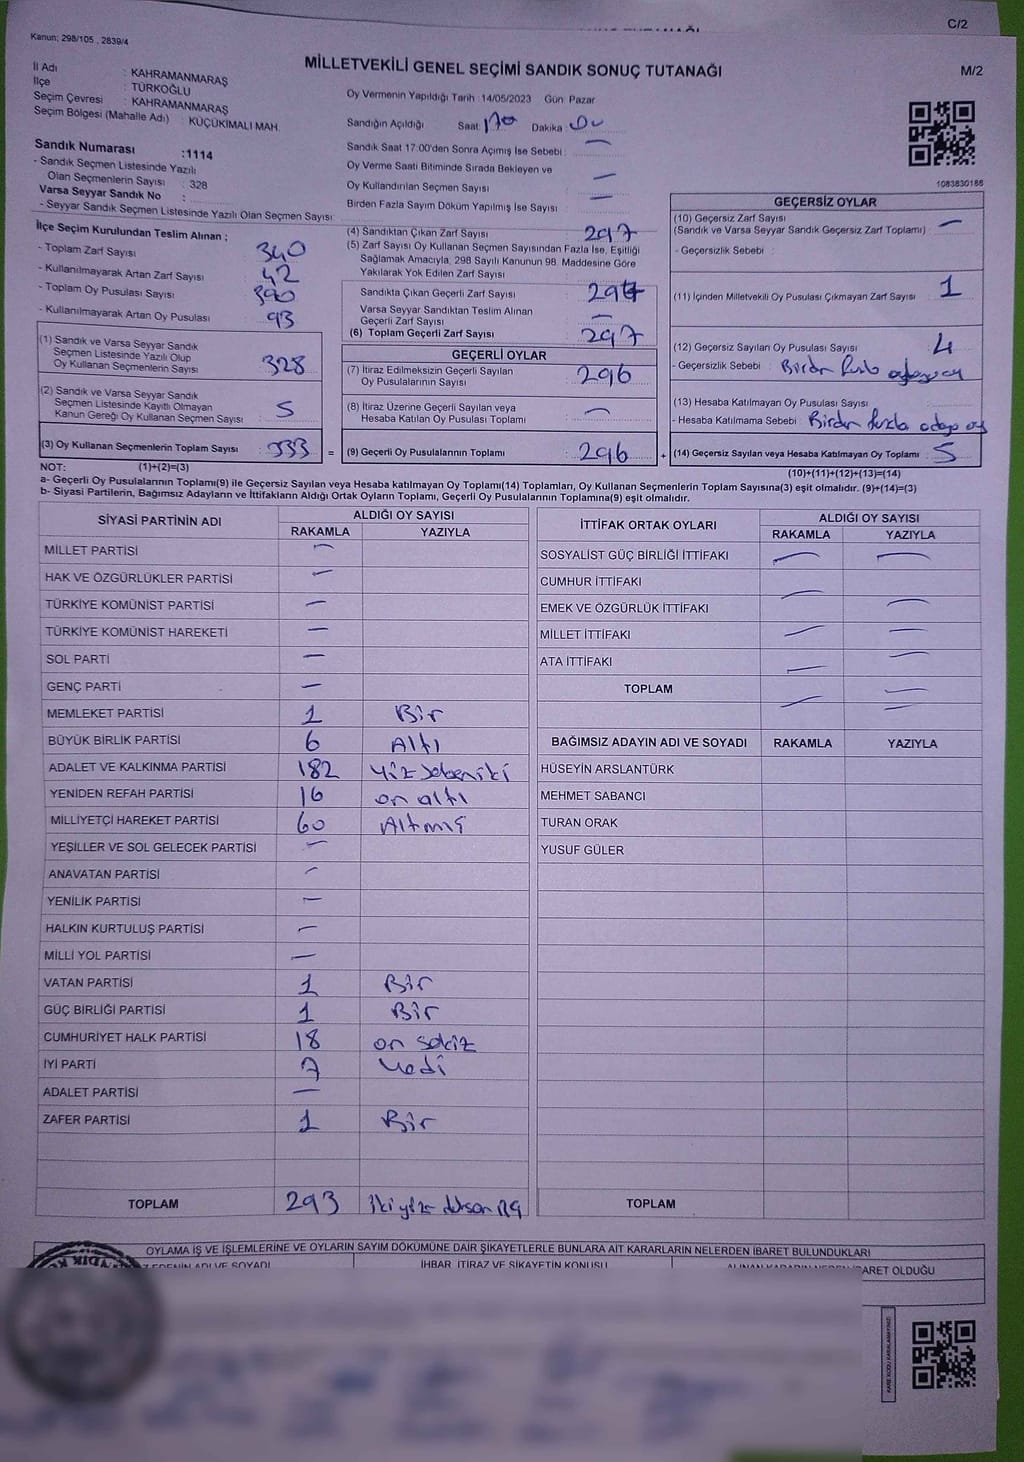 C/2
Kanun; 298/105 , 2839/4
MİLLETVEKİLİ GENEL SEÇİMİ SANDIK SONUÇ TUTANAĞI
M/2
İl Adı : KAHRAMANMARAŞ
İlçe : TÜRKOĞLU
Seçim Çevresi : KAHRAMANMARAŞ
Seçim Bölgesi (Mahalle Adı) : KÜÇÜKİMALI MAH.
Sandık Numarası :1114
- Sandık Seçmen Listesinde Yazılı
Olan Seçmenlerin Sayısı : 328
Varsa Seyyar Sandık No :
- Seyyar Sandık Seçmen Listesinde Yazılı Olan Seçmen Sayısı:
Oy Vermenin Yapıldığı Tarih :14/05/2023 Gün Pazar
Sandığın Açıldığı Saat: Dakika
Sandık Saat 17:00'den Sonra Açımış İse Sebebi : —
Oy Verme Saati Bitiminde Sırada Bekleyen ve
Oy Kullandırılan Seçmen Sayısı —
Birden Fazla Sayım Döküm Yapılmış İse Sayısı —
1083830186
İlçe Seçim Kurulundan Teslim Alınan ;
- Toplam Zarf Sayısı : 340
- Kullanılmayarak Artan Zarf Sayısı : 42
- Toplam Oy Pusulası Sayısı : 390
- Kullanılmayarak Artan Oy Pusulası : 93
(1) Sandık ve Varsa Seyyar Sandık
Seçmen Listesinde Yazılı Olup
Oy Kullanan Seçmenlerin Sayısı : 328
(2) Sandık ve Varsa Seyyar Sandık
Seçmen Listesinde Kayıtlı Olmayan
Kanun Gereği Oy Kullanan Seçmen Sayısı : 5
(3) Oy Kullanan Seçmenlerin Toplam Sayısı : 333 =
(4) Sandıktan Çıkan Zarf Sayısı : 297
(5) Zarf Sayısı Oy Kullanan Seçmen Sayısından Fazla İse, Eşitliği
Sağlamak Amacıyla, 298 Sayılı Kanunun 98. Maddesine Göre
Yakılarak Yok Edilen Zarf Sayısı :
Sandıkta Çıkan Geçerli Zarf Sayısı : 297
Varsa Seyyar Sandıktan Teslim Alınan
Geçerli Zarf Sayısı : —
(6) Toplam Geçerli Zarf Sayısı : 297
GEÇERLİ OYLAR
(7) İtiraz Edilmeksizin Geçerli Sayılan
Oy Pusulalarının Sayısı : 296
(8) İtiraz Üzerine Geçerli Sayılan veya
Hesaba Katılan Oy Pusulası Toplamı : —
(9) Geçerli Oy Pusulalarının Toplamı : 296 +
GEÇERSİZ OYLAR
(10) Geçersiz Zarf Sayısı
(Sandık ve Varsa Seyyar Sandık Geçersiz Zarf Toplamı) : —
- Geçersizlik Sebebi :
(11) İçinden Milletvekili Oy Pusulası Çıkmayan Zarf Sayısı : 1
(12) Geçersiz Sayılan Oy Pusulası Sayısı : 4
- Geçersizlik Sebebi : Birden fazla
(13) Hesaba Katılmayan Oy Pusulası Sayısı :
- Hesaba Katılmama Sebebi : Birden fazla adaya oy
(14) Geçersiz Sayılan veya Hesaba Katılmayan Oy Toplamı : 5
NOT: (1)+(2)=(3)
(10)+(11)+(12)+(13)=(14)
a- Geçerli Oy Pusulasının Toplamı(9) ile Geçersiz Sayılan veya Hesaba katılmayan Oy Toplamı(14) Toplamları, Oy Kullanan Seçmenlerin Toplam Sayısına(3) eşit olmalıdır. (9)+(14)=(3)
b- Siyasi Partilerin, Bağımsız Adayların ve İttifakların Aldığı Ortak Oyların Toplamı, Geçerli Oy Pusulalarının Toplamına(9) eşit olmalıdır.
SİYASİ PARTİNİN ADI ALDIĞI OY SAYISI
RAKAMLA YAZIYLA
MİLLET PARTİSİ —
HAK VE ÖZGÜRLÜKLER PARTİSİ —
TÜRKİYE KOMÜNİST PARTİSİ —
TÜRKİYE KOMÜNİST HAREKETİ —
SOL PARTİ —
GENÇ PARTİ —
MEMLEKET PARTİSİ 1 Bir
BÜYÜK BİRLİK PARTİSİ 6 Altı
ADALET VE KALKINMA PARTİSİ 182 yüz sekseniki
YENİDEN REFAH PARTİSİ 16 on altı
MİLLİYETÇİ HAREKET PARTİSİ 60 Altmış
YEŞİLLER VE SOL GELECEK PARTİSİ —
ANAVATAN PARTİSİ —
YENİLİK PARTİSİ —
HALKIN KURTULUŞ PARTİSİ —
MİLLİ YOL PARTİSİ —
VATAN PARTİSİ 1 Bir
GÜÇ BİRLİĞİ PARTİSİ 1 Bir
CUMHURİYET HALK PARTİSİ 18 on sekiz
İYİ PARTİ 7 Yedi
ADALET PARTİSİ —
ZAFER PARTİSİ 1 Bir
TOPLAM 293 ikiyüz doksan üç
İTTİFAK ORTAK OYLARI ALDIĞI OY SAYISI
RAKAMLA YAZIYLA
SOSYALİST GÜÇ BİRLİĞİ İTTİFAKI — —
CUMHUR İTTİFAKI — —
EMEK VE ÖZGÜRLÜK İTTİFAKI
MİLLET İTTİFAKI — —
ATA İTTİFAKI — —
TOPLAM — —
BAĞIMSIZ ADAYIN ADI VE SOYADI RAKAMLA YAZIYLA
HÜSEYİN ARSLANTÜRK
MEHMET SABANCI
TURAN ORAK
YUSUF GÜLER
TOPLAM
OYLAMA İŞ VE İŞLEMLERİNE VE OYLARIN SAYIM DÖKÜMÜNE DAİR ŞİKAYETLERLE BUNLARA AİT KARARLARIN NELERDEN İBARET BULUNDUKLARI
EDENİN ADI VE SOYADI İHBAR, İTİRAZ VE ŞİKAYETİN KONUSU ALINAN KARARIN NEDEN İBARET OLDUĞU
KARE KODU KARALAMAYINIZ!